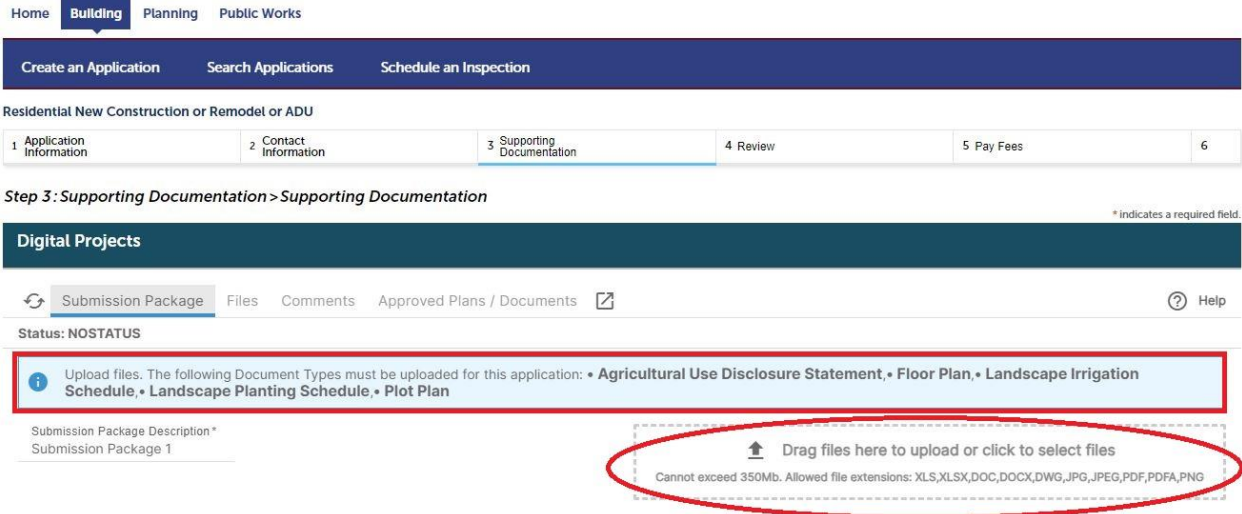 Home Building Planning Public Works
Create an Application Search Applications Schedule an Inspection
Residential New Construction or Remodel or ADU
1 Application Information 2 Contact Information 3 Supporting Documentation 4 Review 5 Pay Fees 6
Step 3: Supporting Documentation > Supporting Documentation
* indicates a required field.
Digital Projects
Submission Package Files Comments Approved Plans / Documents Help
Status: NOSTATUS
Upload files. The following Document Types must be uploaded for this application: • Agricultural Use Disclosure Statement,• Floor Plan,• Landscape Irrigation
Schedule,• Landscape Planting Schedule,• Plot Plan
Submission Package Description *
Submission Package 1
Drag files here to upload or click to select files
Cannot exceed 350Mb. Allowed file extensions: XLS,XLSX,DOC,DOCX,DWG,JPG,JPEG,PDF,PDFA,PNG